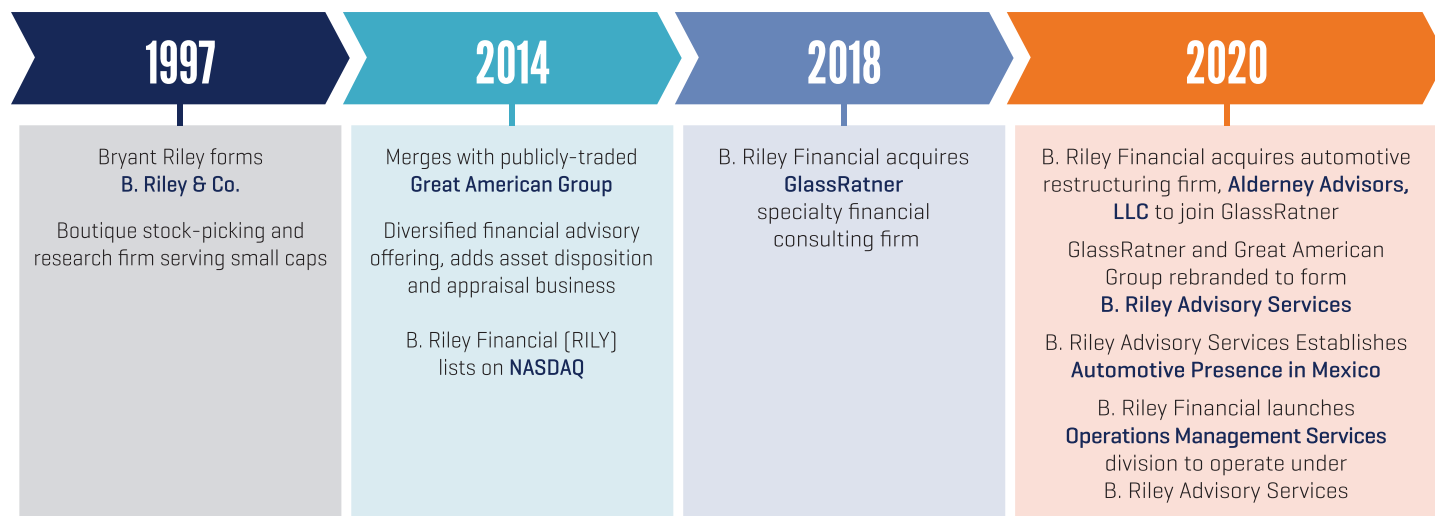 1997
Bryant Riley forms
B. Riley & Co.
Boutique stock-picking and
research firm serving small caps
2014
Merges with publicly-traded
Great American Group
Diversified financial advisory
offering, adds asset disposition
and appraisal business
B. Riley Financial (RILY)
lists on NASDAQ
2018
B. Riley Financial acquires
GlassRatner
specialty financial
consulting firm
2020
B. Riley Financial acquires automotive
restructuring firm, Alderney Advisors,
LLC to join GlassRatner
GlassRatner and Great American
Group rebranded to form
B. Riley Advisory Services
B. Riley Advisory Services Establishes
Automotive Presence in Mexico
B. Riley Financial launches
Operations Management Services
division to operate under
B. Riley Advisory Services